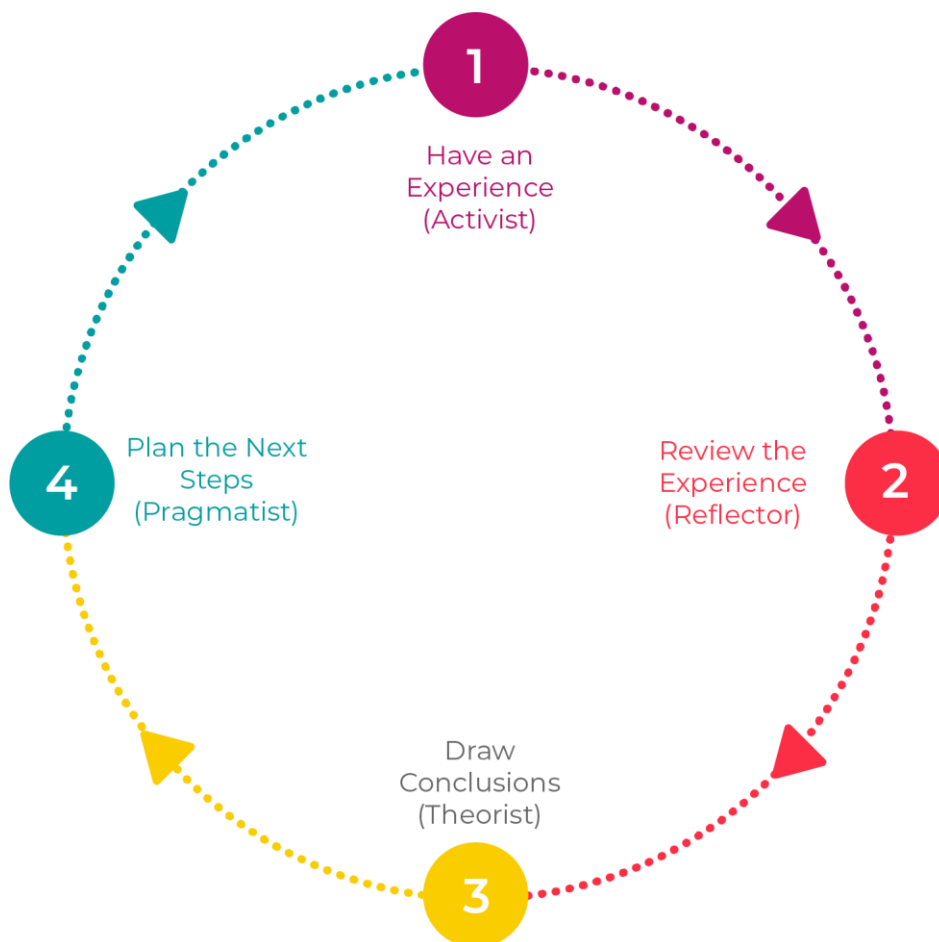 1
Have an
Experience
(Activist)
2
Review the
Experience
(Reflector)
3
Draw
Conclusions
(Theorist)
4
Plan the Next
Steps
(Pragmatist)